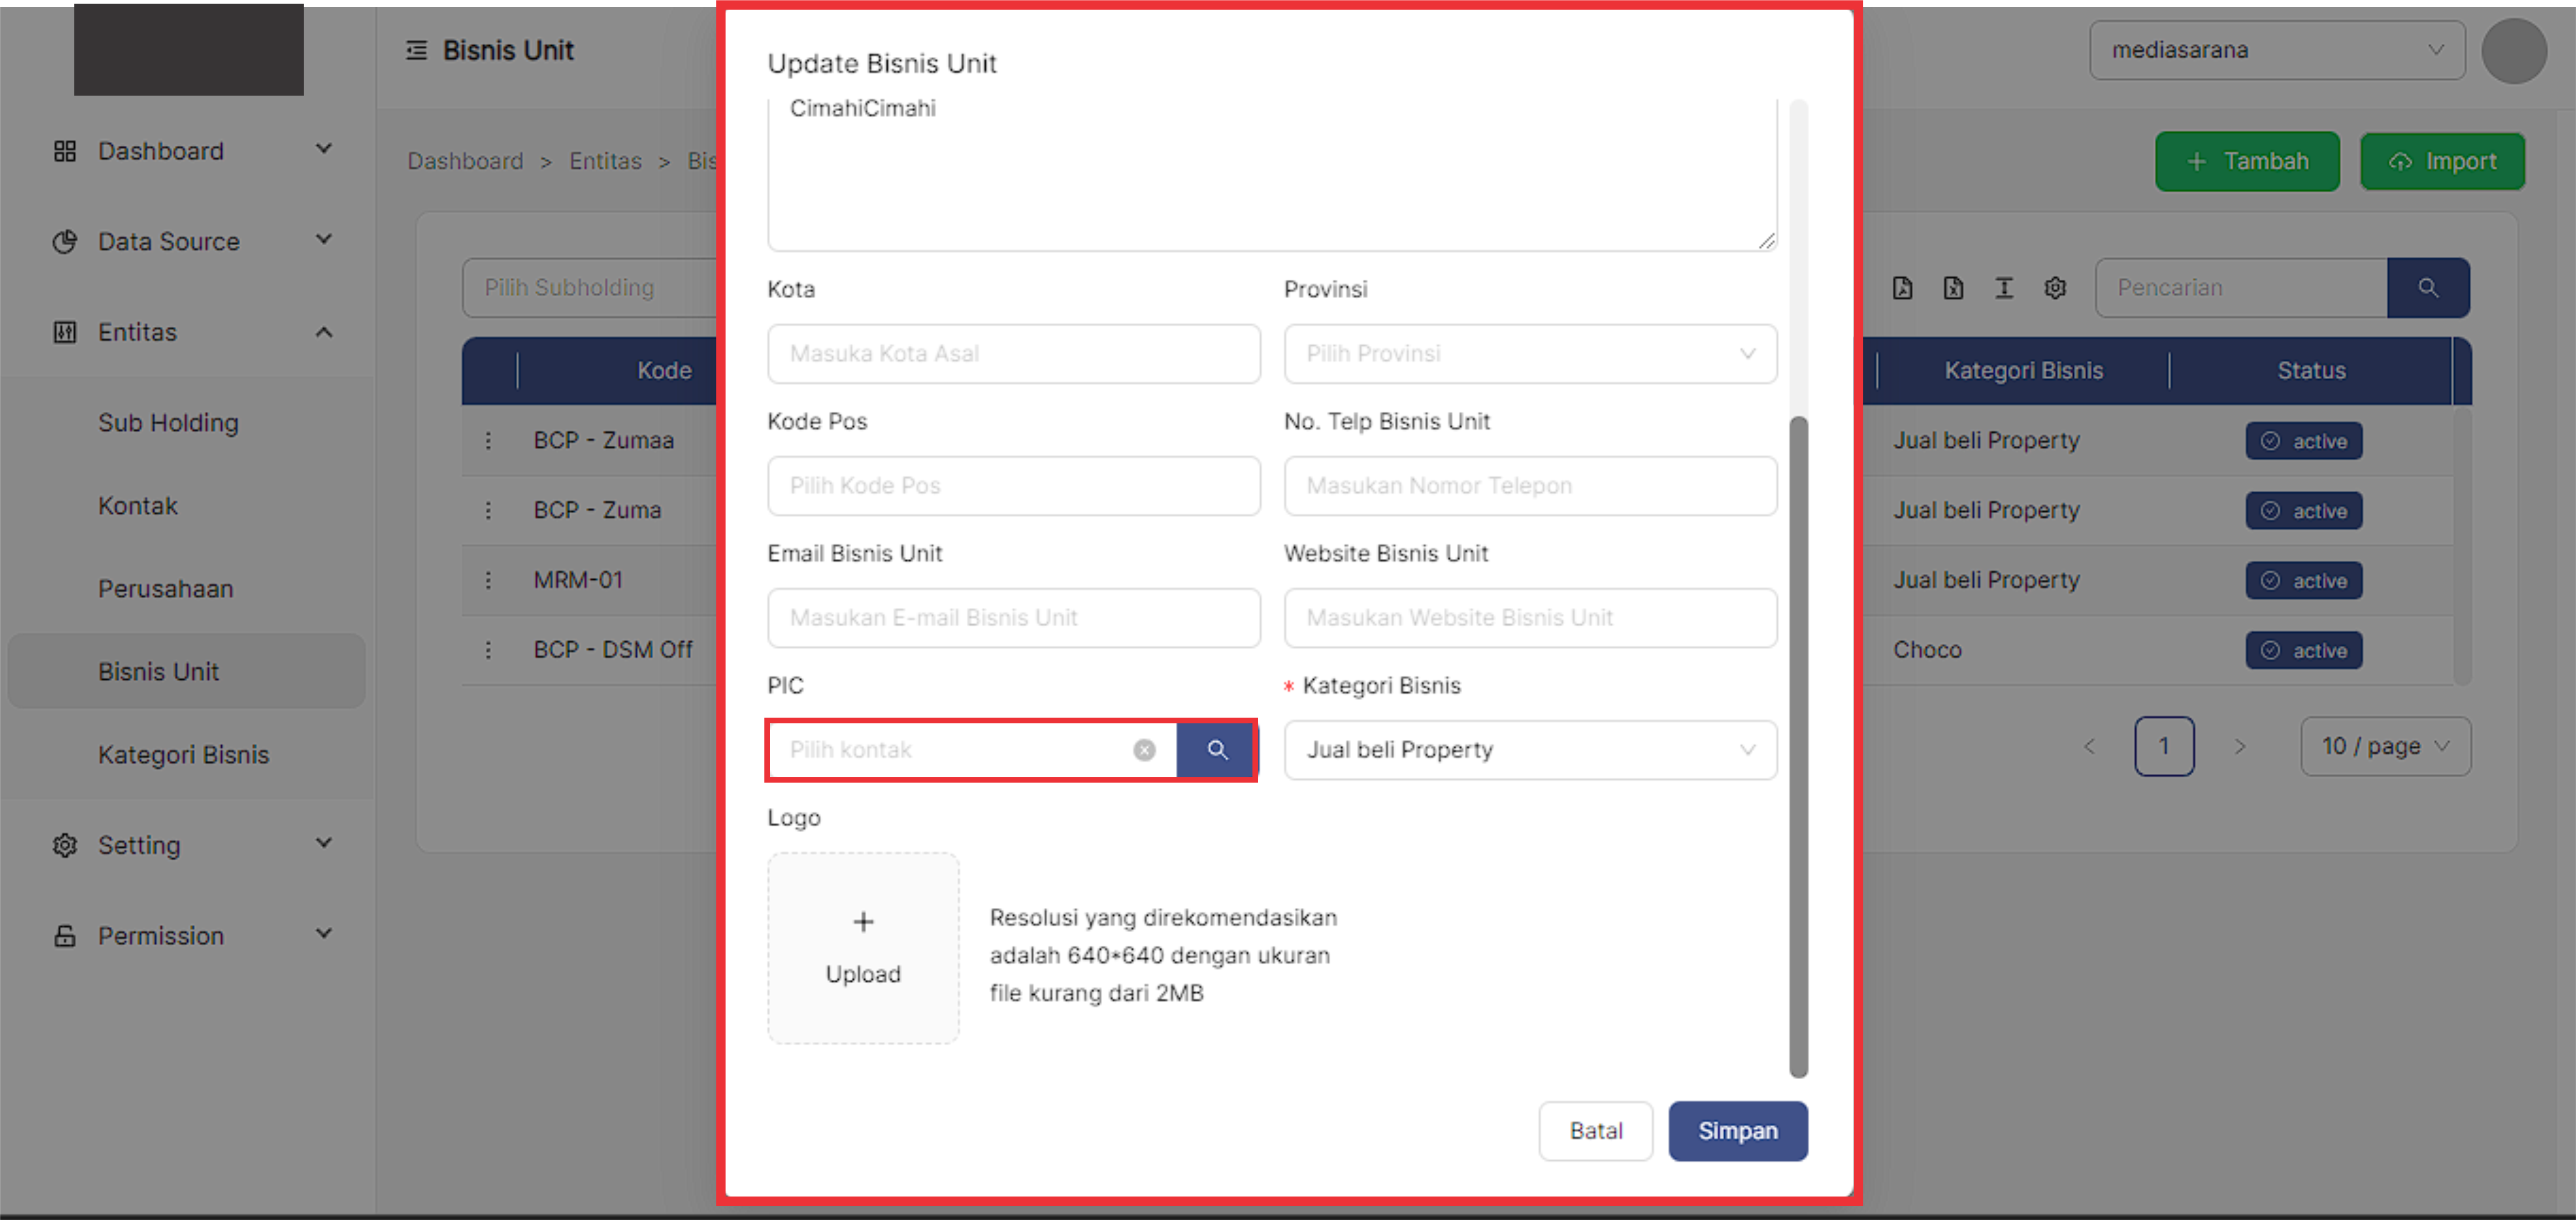 Bisnis Unit
mediasarana
Dashboard
Data Source
Entitas
Sub Holding
Kontak
Perusahaan
Bisnis Unit
Kategori Bisnis
Setting
Permission
Dashboard > Entitas > Bis
+ Tambah
Import
Pilih Subholding
Pencarian
Kode
Kategori Bisnis
Status
BCP - Zumaa
Jual beli Property
active
BCP - Zuma
Jual beli Property
active
MRM-01
Jual beli Property
active
BCP - DSM Off
Choco
active
< 1 >
10 / page
Update Bisnis Unit
CimahiCimahi
Kota
Provinsi
Masuka Kota Asal
Pilih Provinsi
Kode Pos
No. Telp Bisnis Unit
Pilih Kode Pos
Masukan Nomor Telepon
Email Bisnis Unit
Website Bisnis Unit
Masukan E-mail Bisnis Unit
Masukan Website Bisnis Unit
PIC
* Kategori Bisnis
Pilih kontak
Jual beli Property
Logo
+
Upload
Resolusi yang direkomendasikan
adalah 640*640 dengan ukuran
file kurang dari 2MB
Batal
Simpan